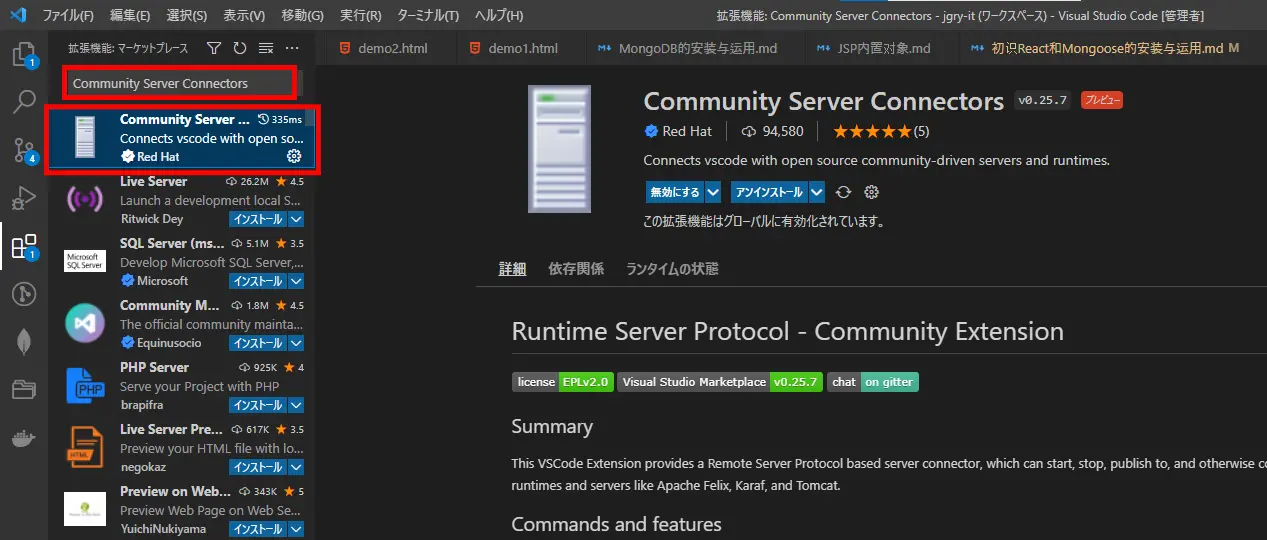 ファイル(F) 編集(E) 選択(S) 表示(V) 移動(G) 実行(R) ターミナル(T) ヘルプ(H) 拡張機能: Community Server Connectors - jgry-it (ワークスペース) - Visual Studio Code [管理者]
拡張機能: マーケットプレース
demo2.html demo1.html MongoDB的安装与运用.md JSP内置对象.md 初识React和Mongoose的安装与运用.md M
1
4
1
Community Server Connectors
Community Server ... 335ms
Connects vscode with open so...
Red Hat
Live Server 26.2M 4.5
Launch a development local S...
Ritwick Dey インストール
SQL Server (ms... 5.1M 3.5
Develop Microsoft SQL Server,...
Microsoft インストール
Microsoft
SQL Server
Community M... 1.8M 4.5
The official community mainta...
Equinusocio インストール
PHP Server 925K 4
Serve your Project with PHP
brapifra インストール
Live Server Pre... 617K 3.5
Preview your HTML file with lo...
negokaz インストール
Preview on Web... 343K 5
Preview Web Page on Web Se...
YuichiNukiyama インストール
Community Server Connectors v0.25.7 プレビュー
Red Hat 94,580 (5)
Connects vscode with open source community-driven servers and runtimes.
無効にする アンインストール
この拡張機能はグローバルに有効化されています。
詳細 依存関係 ランタイムの状態
Runtime Server Protocol - Community Extension
license EPLv2.0 Visual Studio Marketplace v0.25.7 chat on gitter
Summary
This VSCode Extension provides a Remote Server Protocol based server connector, which can start, stop, publish to, and otherwise
runtimes and servers like Apache Felix, Karaf, and Tomcat.
Commands and features